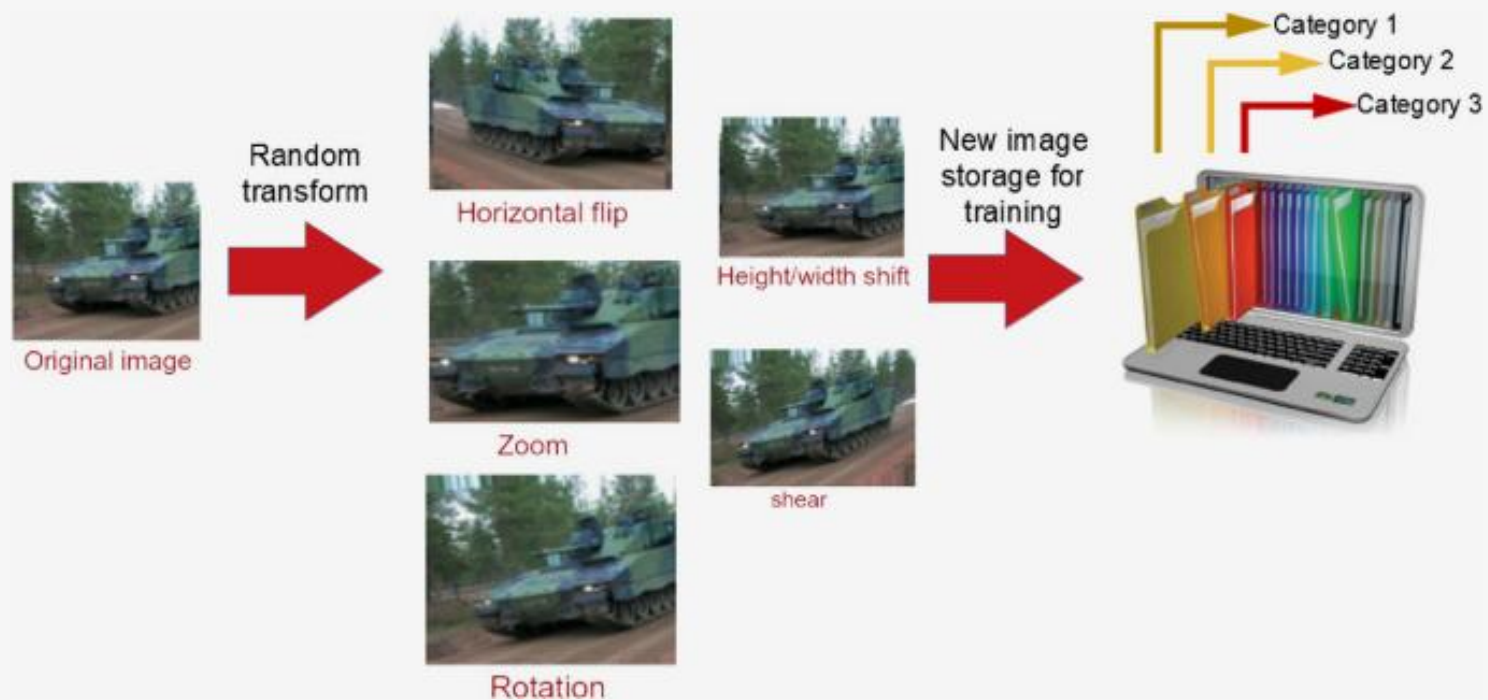 Original image
Random
transform
Horizontal flip
Zoom
Rotation
Height/width shift
shear
New image
storage for
training
Category 1
Category 2
Category 3